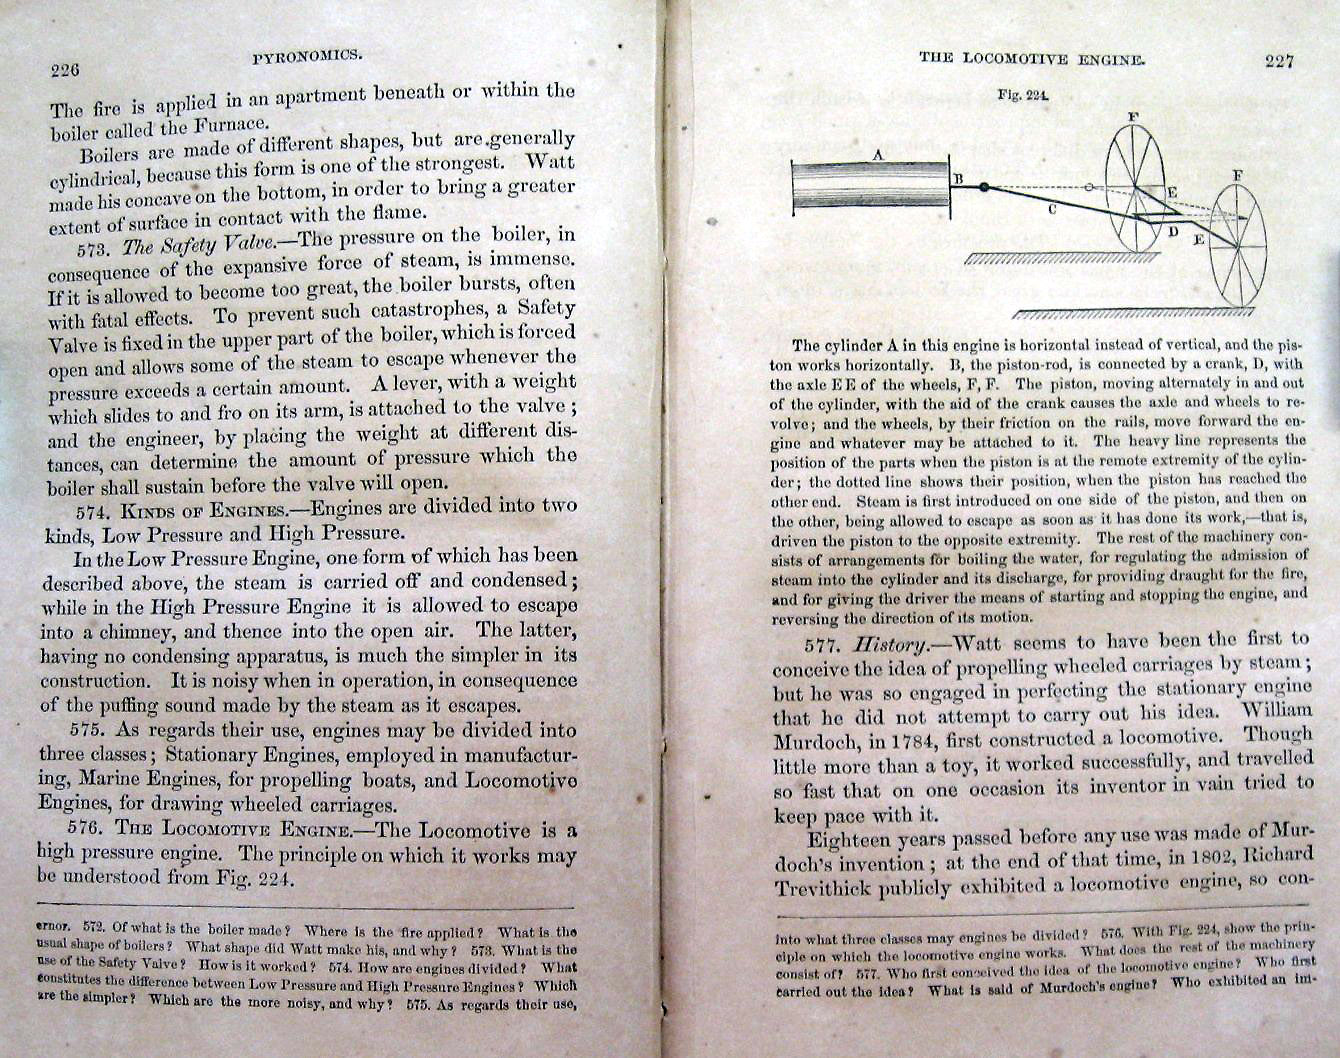 226
PYRONOMICS.
The fire is applied in an apartment beneath or within the
boiler called the Furnace.
Boilers are made of different shapes, but are generally
cylindrical, because this form is one of the strongest. Watt
made his concave on the bottom, in order to bring a greater
extent of surface in contact with the flame.
573. The Safety Valve.—The pressure on the boiler, in
consequence of the expansive force of steam, is immense.
If it is allowed to become too great, the boiler bursts, often
with fatal effects. To prevent such catastrophes, a Safety
Valve is fixed in the upper part of the boiler, which is forced
open and allows some of the steam to escape whenever the
pressure exceeds a certain amount. A lever, with a weight
which slides to and fro on its arm, is attached to the valve;
and the engineer, by placing the weight at different dis-
tances, can determine the amount of pressure which the
boiler shall sustain before the valve will open.
574. KINDS OF ENGINES.—Engines are divided into two
kinds, Low Pressure and High Pressure.
In the Low Pressure Engine, one form of which has been
described above, the steam is carried off and condensed;
while in the High Pressure Engine it is allowed to escape
into a chimney, and thence into the open air. The latter,
having no condensing apparatus, is much the simpler in its
construction. It is noisy when in operation, in consequence
of the puffing sound made by the steam as it escapes.
575. As regards their use, engines may be divided into
three classes; Stationary Engines, employed in manufactur-
ing, Marine Engines, for propelling boats, and Locomotive
Engines, for drawing wheeled carriages.
576. THE LOCOMOTIVE ENGINE.—The Locomotive is a
high pressure engine. The principle on which it works may
be understood from Fig. 224.
ernor. 572. Of what is the boiler made? Where is the fire applied? What is the
usual shape of boilers? What shape did Watt make his, and why? 573. What is the
use of the Safety Valve? How is it worked? 574. How are engines divided? What
constitutes the difference between Low Pressure and High Pressure Engines? Which
are the simpler? Which are the more noisy, and why? 575. As regards their use,
THE LOCOMOTIVE ENGINE.
227
Fig. 224.
F
A
B
F
E
C
D
E
The cylinder A in this engine is horizontal instead of vertical, and the pis-
ton works horizontally. B, the piston-rod, is connected by a crank, D, with
the axle E E of the wheels, F, F. The piston, moving alternately in and out
of the cylinder, with the aid of the crank causes the axle and wheels to re-
volve; and the wheels, by their friction on the rails, move forward the en-
gine and whatever may be attached to it. The heavy line represents the
position of the parts when the piston is at the remote extremity of the cylin-
der; the dotted line shows their position, when the piston has reached the
other end. Steam is first introduced on one side of the piston, and then on
the other, being allowed to escape as soon as it has done its work,—that is,
driven the piston to the opposite extremity. The rest of the machinery con-
sists of arrangements for boiling the water, for regulating the admission of
steam into the cylinder and its discharge, for providing draught for the fire,
and for giving the driver the means of starting and stopping the engine, and
reversing the direction of its motion.
577. History.—Watt seems to have been the first to
conceive the idea of propelling wheeled carriages by steam;
but he was so engaged in perfecting the stationary engine
that he did not attempt to carry out his idea. William
Murdoch, in 1784, first constructed a locomotive. Though
little more than a toy, it worked successfully, and travelled
so fast that on one occasion its inventor in vain tried to
keep pace with it.
Eighteen years passed before any use was made of Mur-
doch's invention; at the end of that time, in 1802, Richard
Trevithick publicly exhibited a locomotive engine, so con-
into what three classes may engines be divided? 576. With Fig. 224, show the prin-
ciple on which the locomotive engine works. What does the rest of the machinery
consist of? 577. Who first conceived the idea of the locomotive engine? Who first
carried out the idea? What is said of Murdoch's engine? Who exhibited an im-